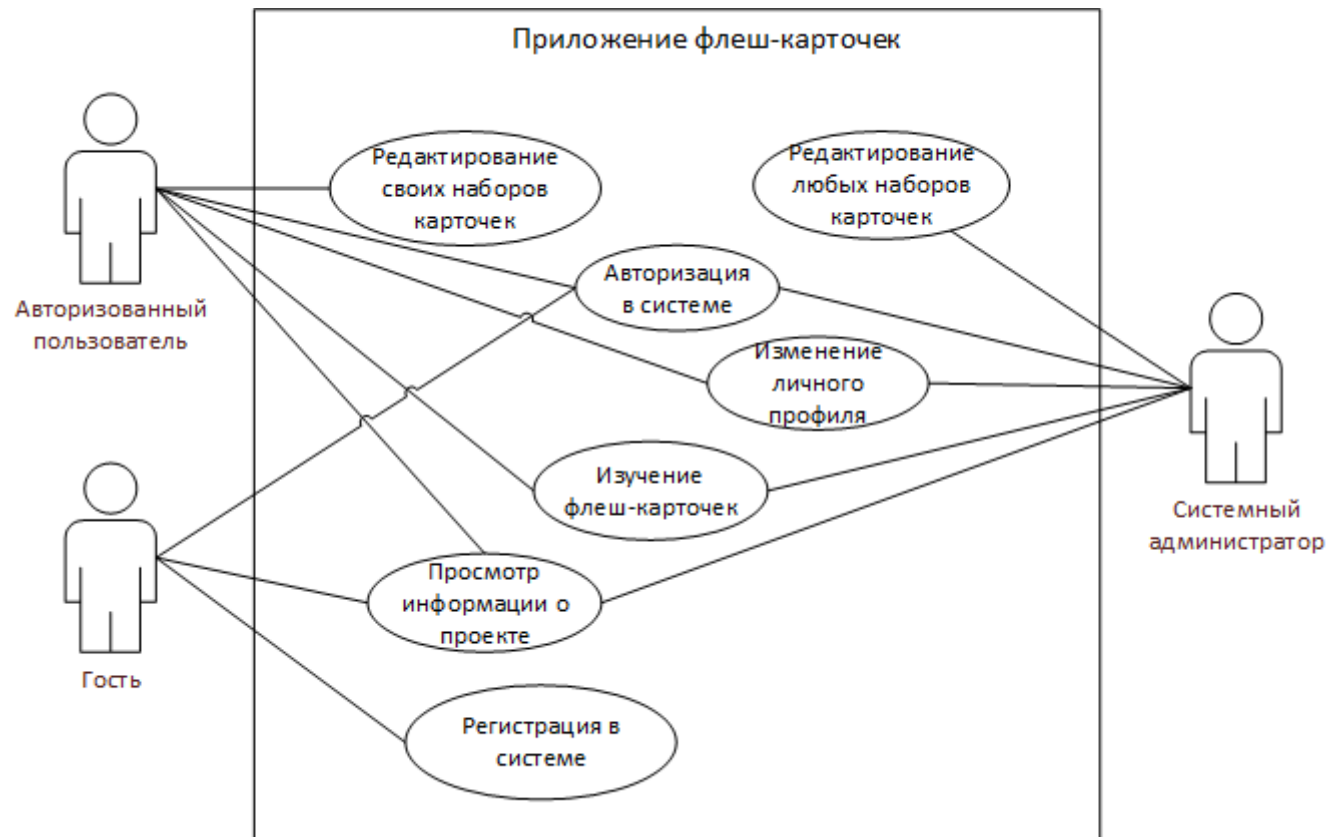 Приложение флеш-карточек
Редактирование
своих наборов
карточек
Редактирование
любых наборов
карточек
Авторизация
в системе
Авторизованный
пользователь
Изменение
личного
профиля
Изучение
флеш-карточек
Системный
администратор
Просмотр
информации о
проекте
Гость
Регистрация в
системе